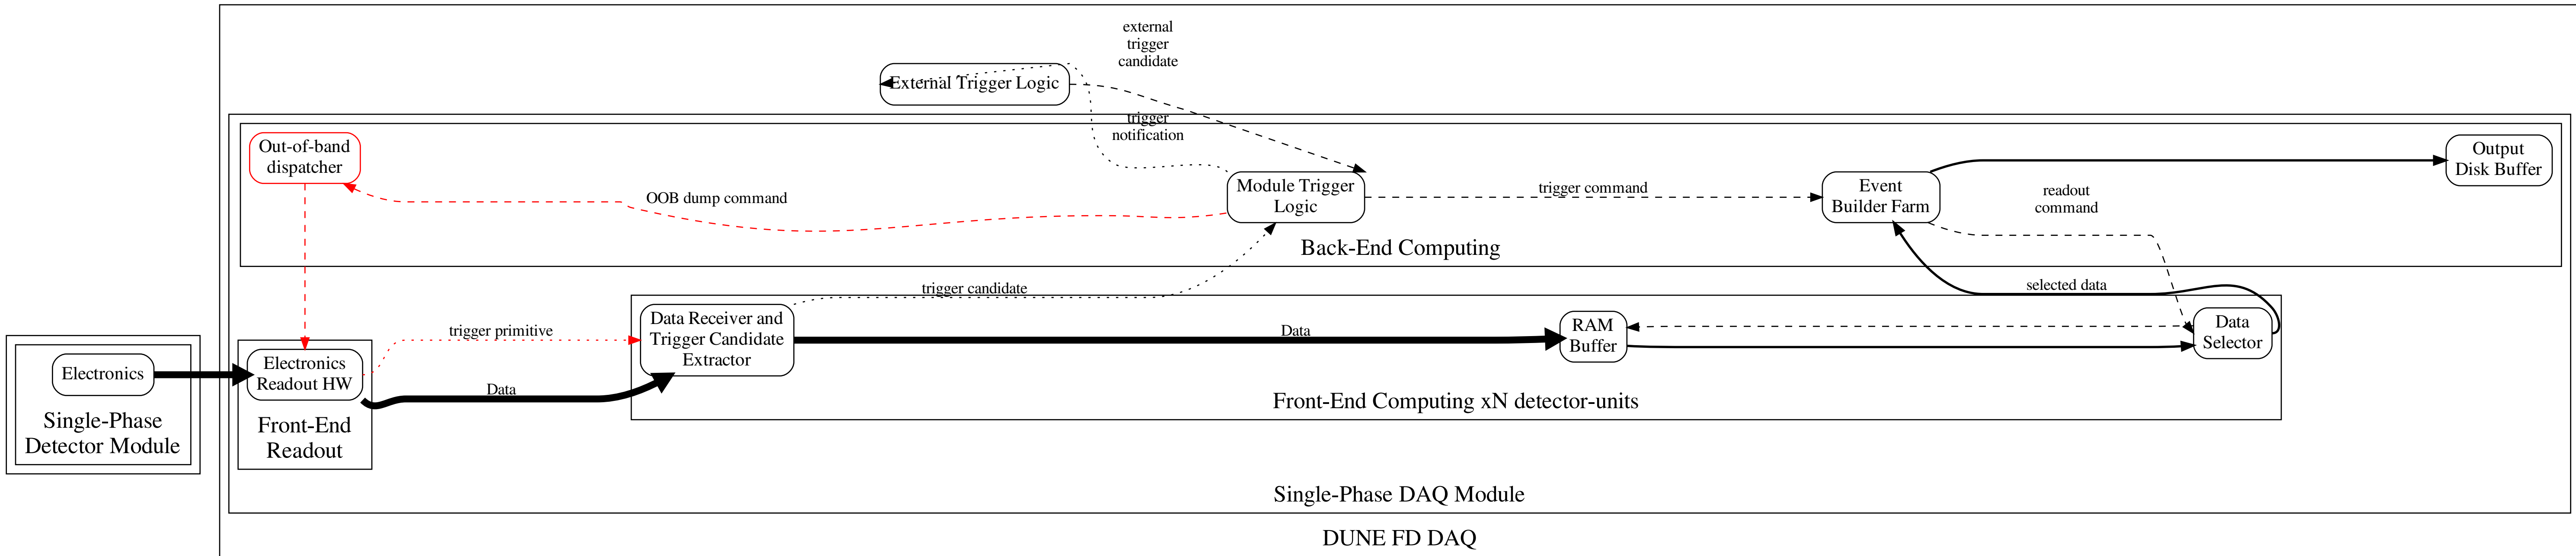 external
trigger
candidate
External Trigger Logic
trigger
notification
Out-of-band
dispatcher
OOB dump command
Module Trigger
Logic
trigger command
Event
Builder Farm
readout
command
Output
Disk Buffer
Back-End Computing
trigger candidate
selected data
Data Receiver and
Trigger Candidate
Extractor
trigger primitive
Data
RAM
Buffer
Data
Selector
Electronics
Electronics
Readout HW
Data
Single-Phase
Detector Module
Front-End
Readout
Front-End Computing xN detector-units
Single-Phase DAQ Module
DUNE FD DAQ